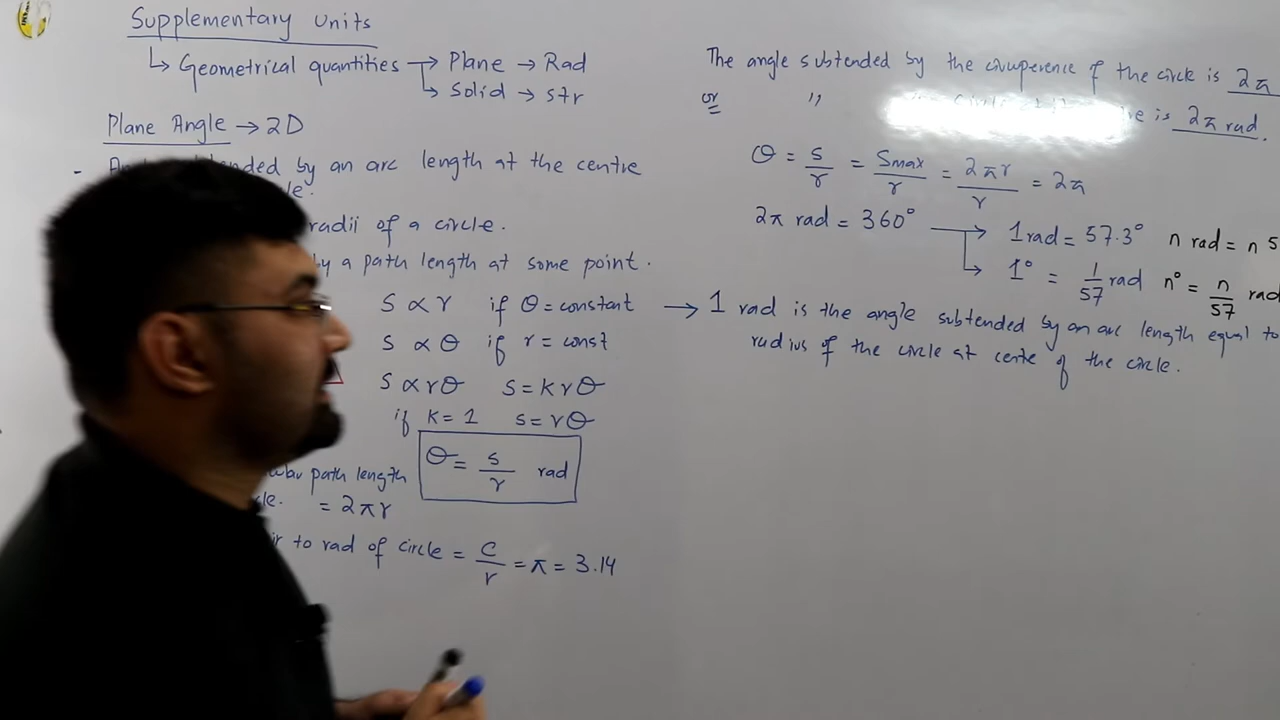 Supplementary Units
↳ Geometrical quantities → Plane → Rad
↳ Solid → str
Plane Angle → 2D
- by an arc length at the centre
radii of a circle.
a path length at some point.
S ∝ r if θ = constant
S ∝ θ if r = const
S ∝ rθ S = k r θ
if k = 1 S = rθ
θ = s/r rad
path length
= 2πr
to rad of circle = c/r = π = 3.14
The angle subtended by the circuperence of the circle is 2π
or " is 2π rad.
θ = s/r = Smax/r = 2πr/r = 2π
2π rad = 360° → 1 rad = 57.3° n rad = n 5
↳ 1° = 1/57 rad n° = n/57 rad
→ 1 rad is the angle subtended by an arc length equal to
radius of the circle at cente of the circle.